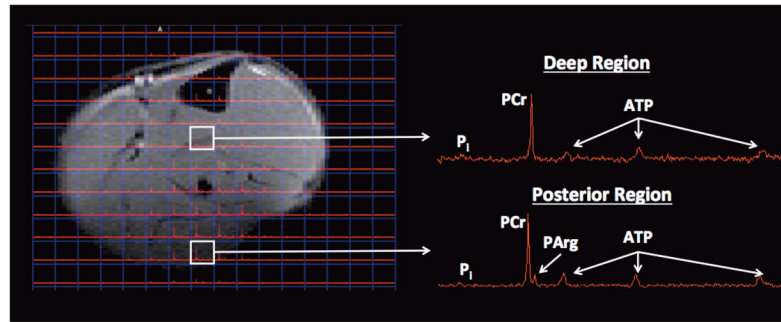 A
Deep Region
PCr
ATP
Pi
Posterior Region
PCr
PArg
ATP
Pi